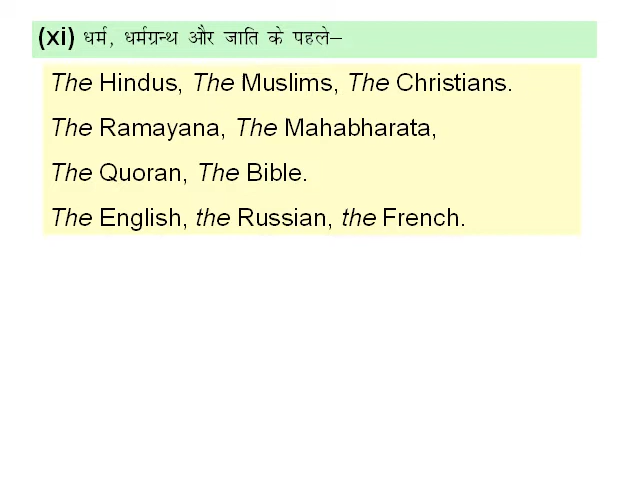 (xi) धर्म, धर्मग्रन्थ और जाति के पहले–
The Hindus, The Muslims, The Christians.
The Ramayana, The Mahabharata,
The Quoran, The Bible.
The English, the Russian, the French.